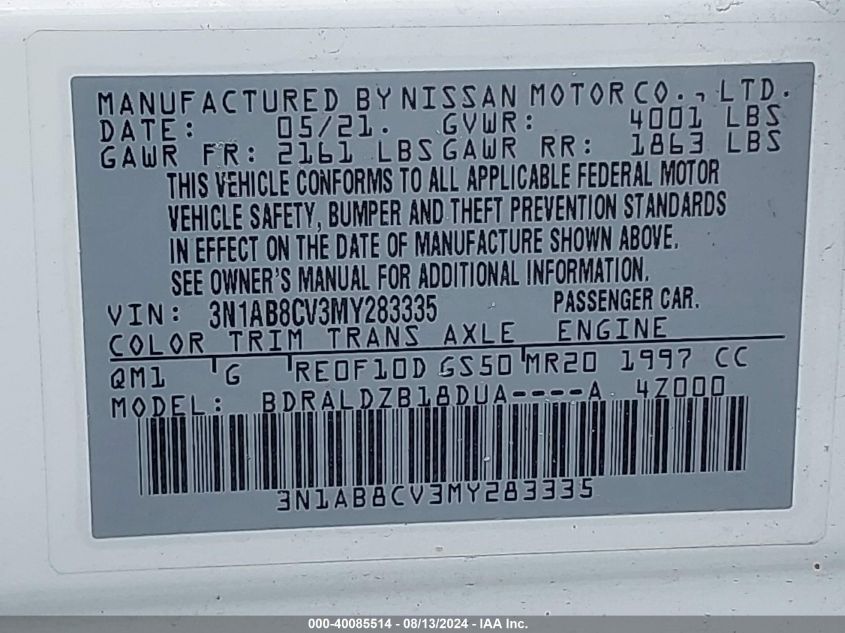 MANUFACTURED BY NISSAN MOTOR CO., LTD.
DATE: 05/21. GVWR: 4001 LBS
GAWR FR: 2161 LBS GAWR RR: 1863 LBS
THIS VEHICLE CONFORMS TO ALL APPLICABLE FEDERAL MOTOR
VEHICLE SAFETY, BUMPER AND THEFT PREVENTION STANDARDS
IN EFFECT ON THE DATE OF MANUFACTURE SHOWN ABOVE.
SEE OWNER'S MANUAL FOR ADDITIONAL INFORMATION.
VIN: 3N1AB8CV3MY283335 PASSENGER CAR.
COLOR TRIM TRANS AXLE ENGINE
QM1 G RE0F10D GS50 MR20 1997 CC
MODEL: BDRALDZB18DUA----A 4Z000
3N1AB8CV3MY283335
000-40085514 - 08/13/2024 - IAA Inc.